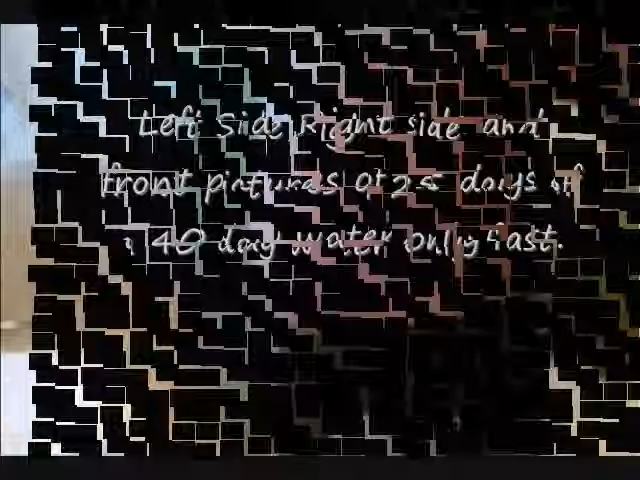 Left Side, Right side and
front pictures of 25 days of
a 40 day water only fast.